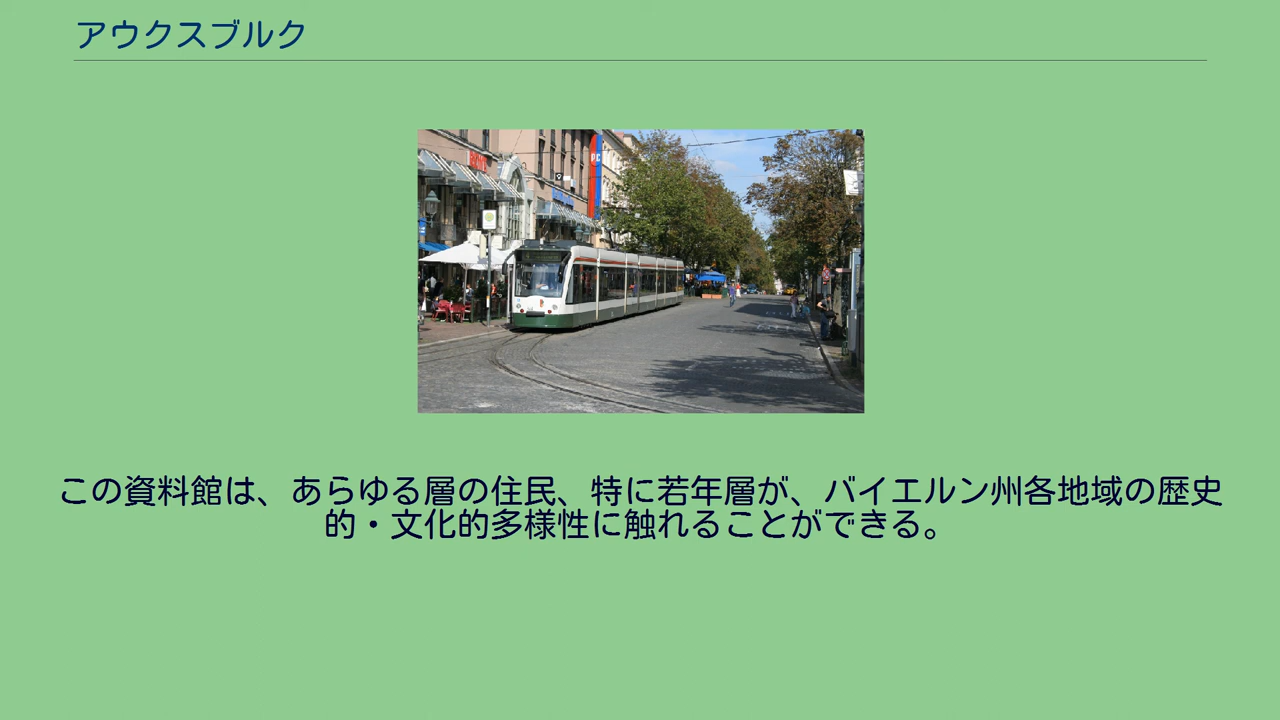 アウクスブルク
この資料館は、あらゆる層の住民、特に若年層が、バイエルン州各地域の歴史
的・文化的多様性に触れることができる。